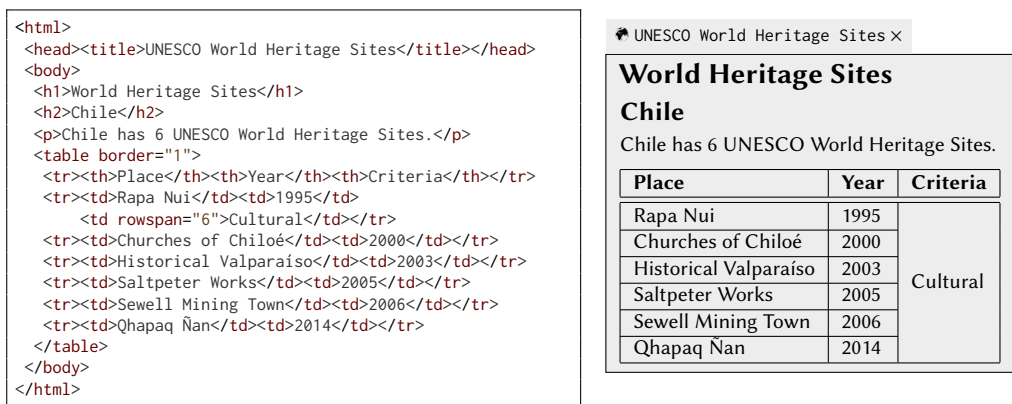 <html>
<head><title>UNESCO World Heritage Sites</title></head>
<body>
<h1>World Heritage Sites</h1>
<h2>Chile</h2>
<p>Chile has 6 UNESCO World Heritage Sites.</p>
<table border="1">
<tr><th>Place</th><th>Year</th><th>Criteria</th></tr>
<tr><td>Rapa Nui</td><td>1995</td>
<td rowspan="6">Cultural</td></tr>
<tr><td>Churches of Chiloé</td><td>2000</td></tr>
<tr><td>Historical Valparaíso</td><td>2003</td></tr>
<tr><td>Saltpeter Works</td><td>2005</td></tr>
<tr><td>Sewell Mining Town</td><td>2006</td></tr>
<tr><td>Qhapaq Ñan</td><td>2014</td></tr>
</table>
</body>
</html>
UNESCO World Heritage Sites ×
World Heritage Sites
Chile
Chile has 6 UNESCO World Heritage Sites.
Place Year Criteria
Rapa Nui 1995
Churches of Chiloé 2000
Historical Valparaíso 2003
Saltpeter Works 2005
Cultural
Sewell Mining Town 2006
Qhapaq Ñan 2014